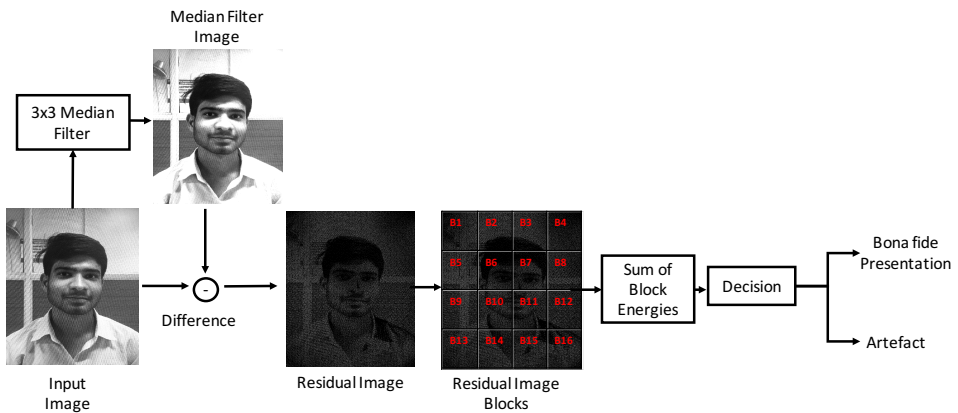 Median Filter
Image
3x3 Median
Filter
Input
Image
-
Difference
Residual Image
B1 B2 B3 B4
B5 B6 B7 B8
B9 B10 B11 B12
B13 B14 B15 B16
Residual Image
Blocks
Sum of
Block
Energies
Decision
Bona fide
Presentation
Artefact